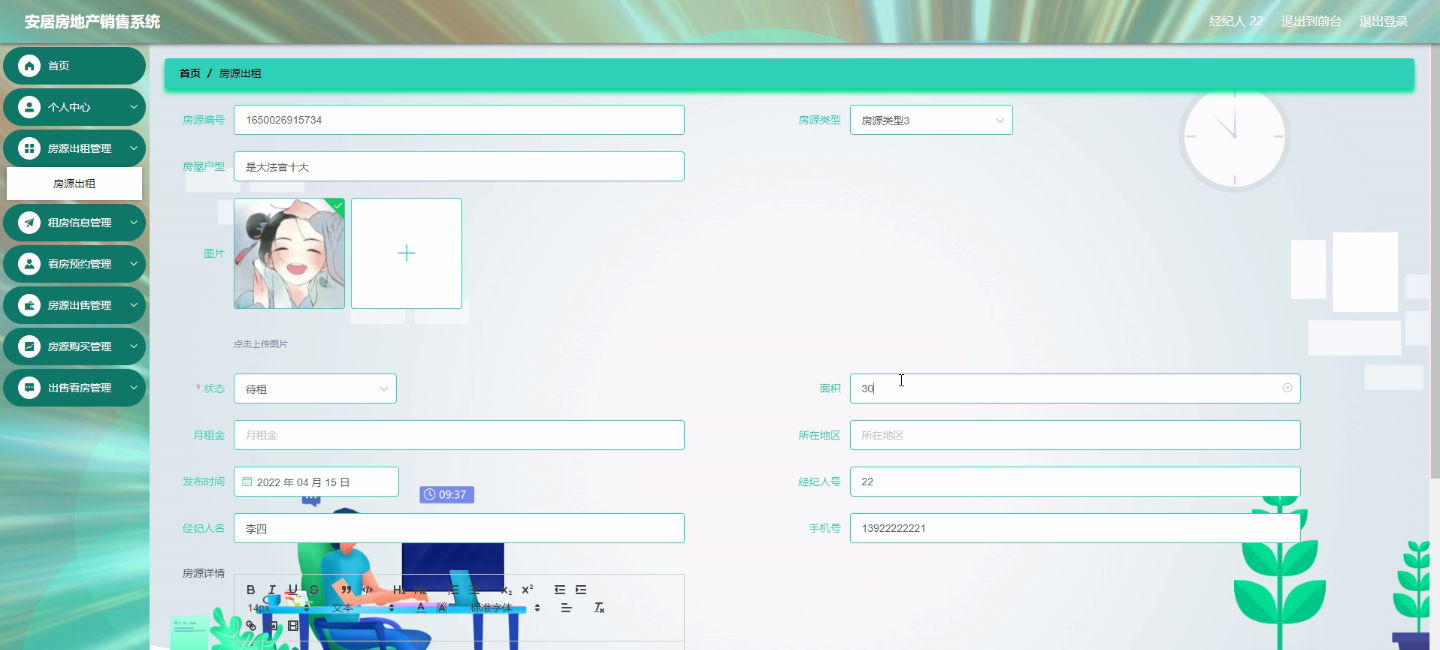 安居房地产销售系统
经纪人 22 退出到前台 退出登录
首页
个人中心
房源出租管理
房源出租
租房信息管理
看房预约管理
房源出售管理
房源购买管理
出售看房管理
首页 / 房源出租
房源编号 1650026915734
房源类型 房源类型3
房屋户型 是大法官十大
图片
点击上传图片
* 状态 待租
面积 30
月租金 月租金
所在地区 所在地区
发布时间 2022 年 04 月 15 日
经纪人号 22
09:37
经纪人名 李四
手机号 13922222221
房源详情
B I U S H1 H2 x₂ x²
14px 文本 A 标准字体